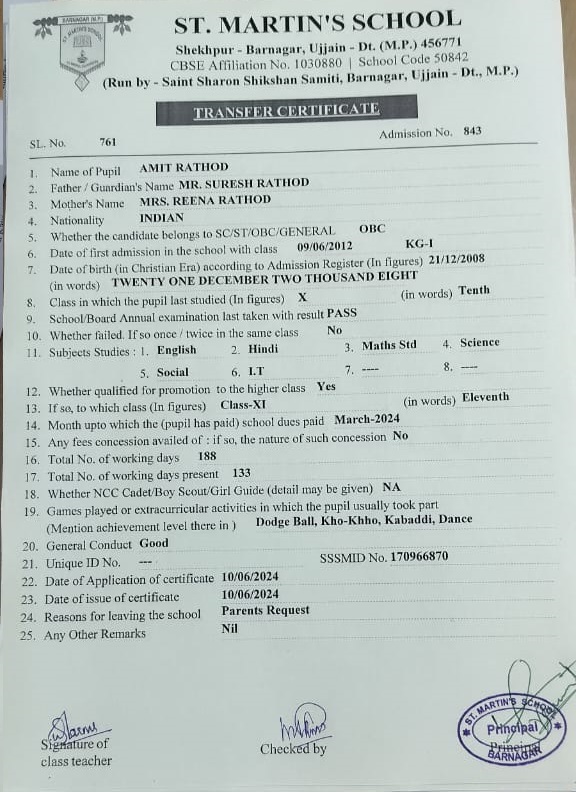 BARNAGAR (M.P.)
ST. MARTIN'S SCHOOL
ST. MARTIN'S SCHOOL
Shekhpur - Barnagar, Ujjain - Dt. (M.P.) 456771
CBSE Affiliation No. 1030880 | School Code 50842
(Run by - Saint Sharon Shikshan Samiti, Barnagar, Ujjain - Dt., M.P.)
TRANSFER CERTIFICATE
SL. No. 761 Admission No. 843
1. Name of Pupil AMIT RATHOD
2. Father / Guardian's Name MR. SURESH RATHOD
3. Mother's Name MRS. REENA RATHOD
4. Nationality INDIAN
5. Whether the candidate belongs to SC/ST/OBC/GENERAL OBC
6. Date of first admission in the school with class 09/06/2012 KG-I
7. Date of birth (in Christian Era) according to Admission Register (In figures) 21/12/2008
(in words) TWENTY ONE DECEMBER TWO THOUSAND EIGHT
8. Class in which the pupil last studied (In figures) X (in words) Tenth
9. School/Board Annual examination last taken with result PASS
10. Whether failed. If so once / twice in the same class No
11. Subjects Studies : 1. English 2. Hindi 3. Maths Std 4. Science
5. Social 6. I.T 7. ---- 8. ----
12. Whether qualified for promotion to the higher class Yes
13. If so, to which class (In figures) Class-XI (in words) Eleventh
14. Month upto which the (pupil has paid) school dues paid March-2024
15. Any fees concession availed of : if so, the nature of such concession No
16. Total No. of working days 188
17. Total No. of working days present 133
18. Whether NCC Cadet/Boy Scout/Girl Guide (detail may be given) NA
19. Games played or extracurricular activities in which the pupil usually took part
(Mention achievement level there in ) Dodge Ball, Kho-Khho, Kabaddi, Dance
20. General Conduct Good
21. Unique ID No. --- SSSMID No. 170966870
22. Date of Application of certificate 10/06/2024
23. Date of issue of certificate 10/06/2024
24. Reasons for leaving the school Parents Request
25. Any Other Remarks Nil
Signature of
class teacher
Checked by
ST. MARTIN'S SCHOOL
Principal
Principal
BARNAGAR